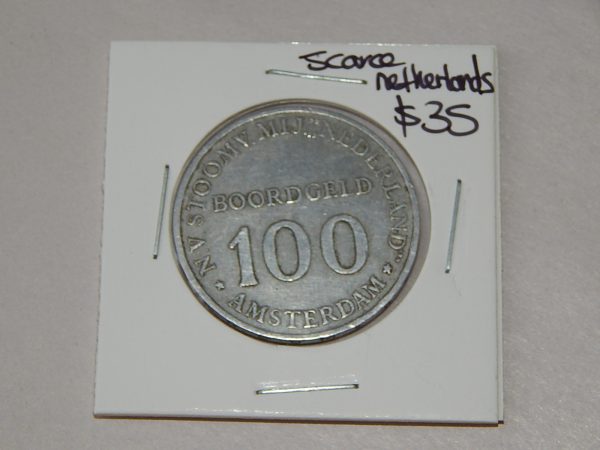 scarce
netherlands
$35
N.V. STOOMV. MIJ. "NEDERLAND"
BOORDGELD
100
* AMSTERDAM *